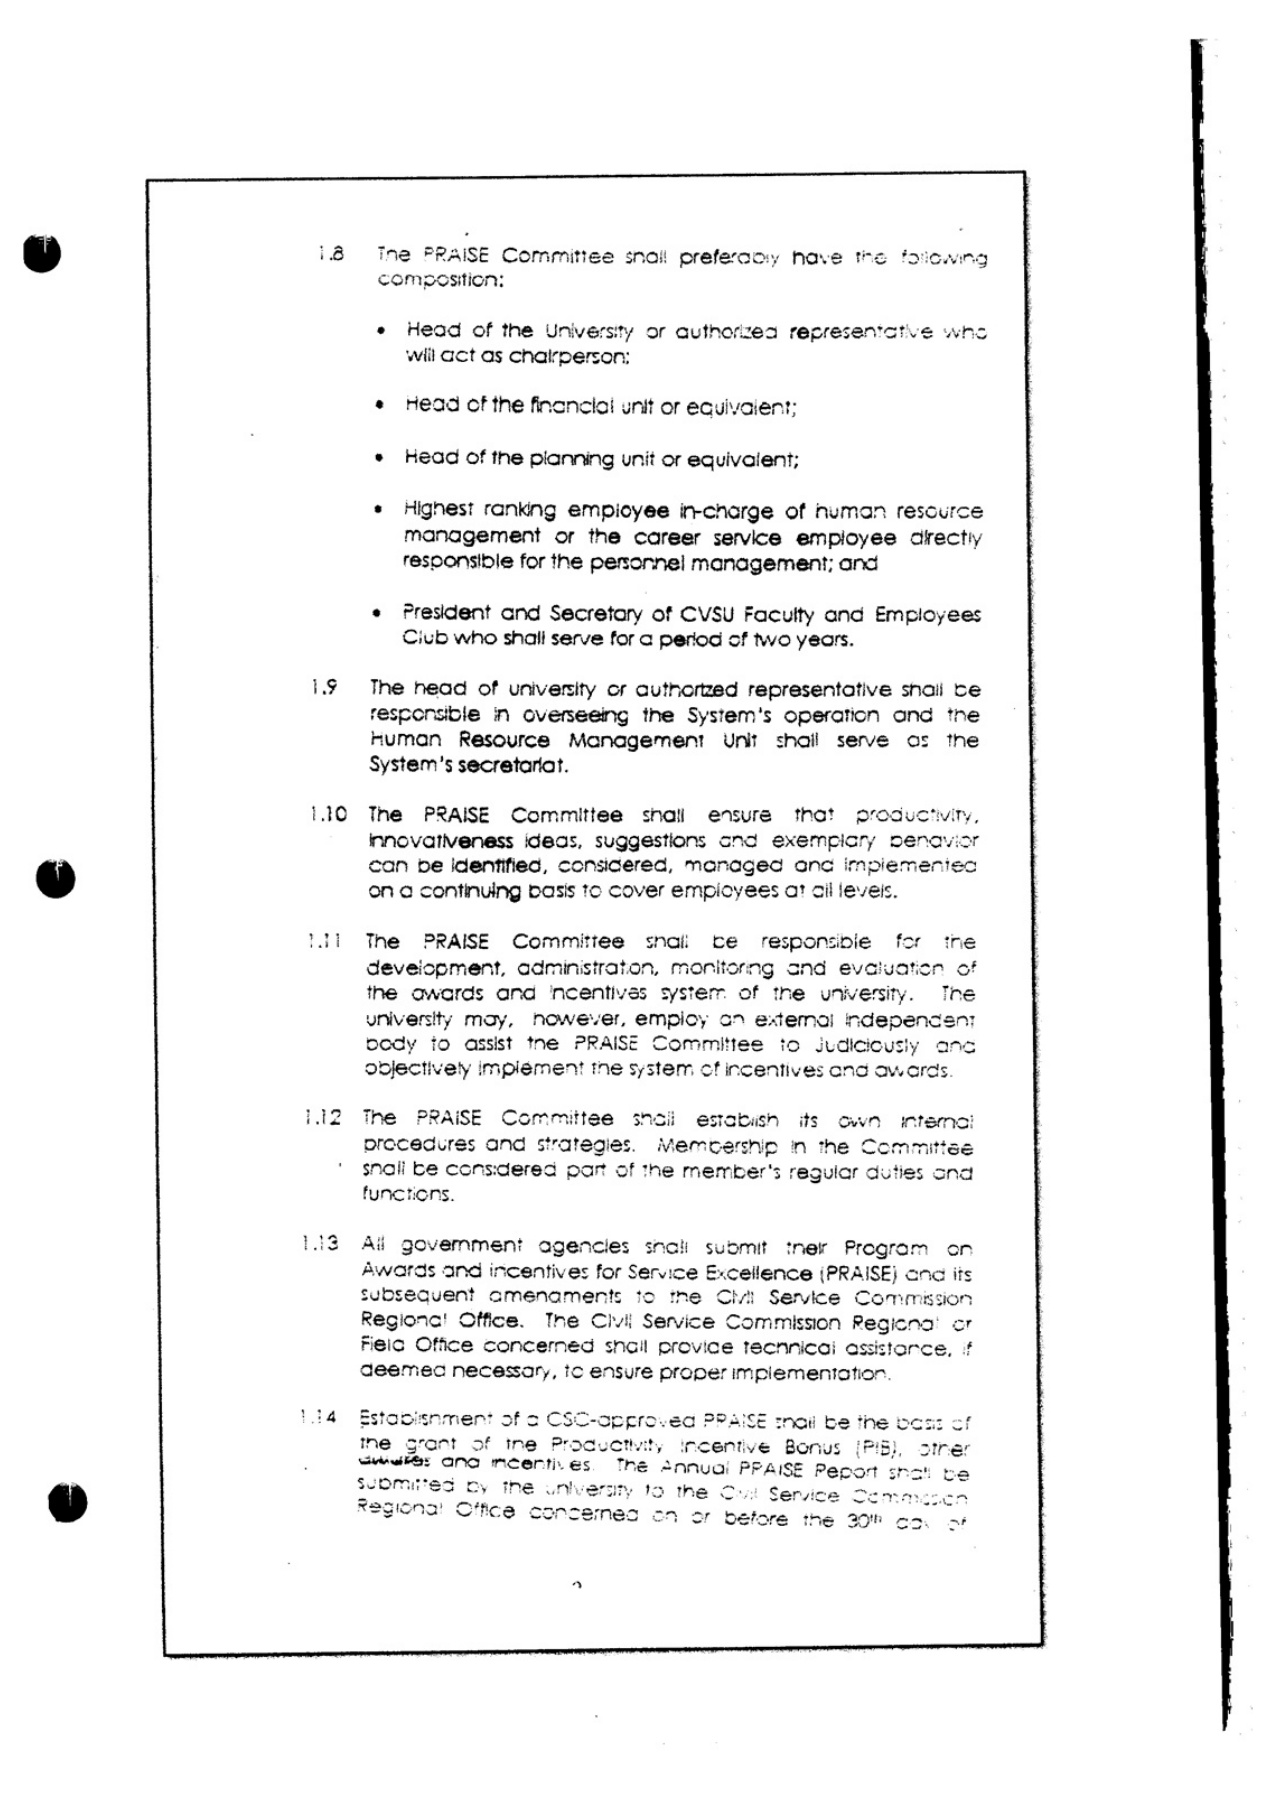 1.8 The PRAISE Committee shall preferably have the following
composition:
• Head of the University or authorized representative who
will act as chairperson;
• Head of the financial unit or equivalent;
• Head of the planning unit or equivalent;
• Highest ranking employee in-charge of human resource
management or the career service employee directly
responsible for the personnel management; and
• President and Secretary of CVSU Faculty and Employees
Club who shall serve for a period of two years.
1.9 The head of university or authorized representative shall be
responsible in overseeing the System's operation and the
Human Resource Management Unit shall serve as the
System's secretariat.
1.10 The PRAISE Committee shall ensure that productivity,
innovativeness ideas, suggestions and exemplary behavior
can be identified, considered, managed and implemented
on a continuing basis to cover employees at all levels.
1.11 The PRAISE Committee shall be responsible for the
development, administration, monitoring and evaluation of
the awards and incentives system of the university. The
university may, however, employ an external independent
body to assist the PRAISE Committee to judiciously and
objectively implement the system of incentives and awards.
1.12 The PRAISE Committee shall establish its own internal
procedures and strategies. Membership in the Committee
shall be considered part of the member's regular duties and
functions.
1.13 All government agencies shall submit their Program on
Awards and Incentives for Service Excellence (PRAISE) and its
subsequent amendments to the Civil Service Commission
Regional Office. The Civil Service Commission Regional or
Field Office concerned shall provide technical assistance, if
deemed necessary, to ensure proper implementation.
1.14 Establishment of a CSC-approved PRAISE shall be the basis of
the grant of the Productivity Incentive Bonus (PIB), other
and incentives. The Annual PRAISE Report shall be
submitted by the university to the Civil Service Commission
Regional Office concerned on or before the 30th day of